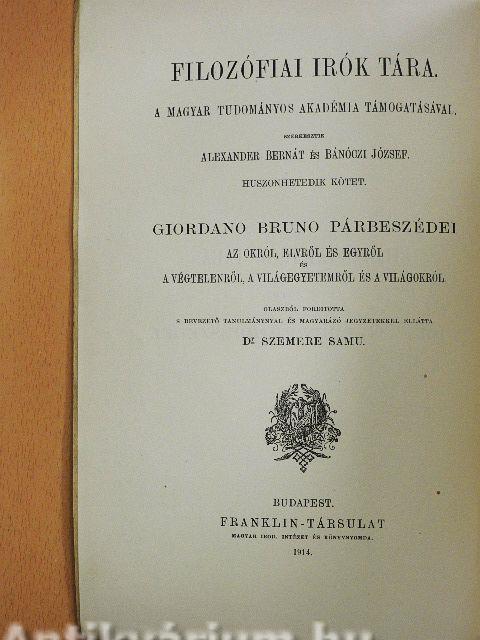 FILOZÓFIAI IRÓK TÁRA.
A MAGYAR TUDOMÁNYOS AKADÉMIA TÁMOGATÁSÁVAL.
SZERKESZTIK
ALEXANDER BERNÁT ÉS BÁNÓCZI JÓZSEF.
HUSZONHETEDIK KÖTET.
GIORDANO BRUNO PÁRBESZÉDEI
AZ OKRÓL, ELVRŐL ÉS EGYRŐL
ÉS
A VÉGTELENRŐL, A VILÁGEGYETEMRŐL ÉS A VILÁGOKRÓL.
OLASZBÓL FORDITOTTA
S BEVEZETŐ TANULMÁNYNYAL ÉS MAGYARÁZÓ JEGYZETEKKEL ELLÁTTA
Dr SZEMERE SAMU.
BUDAPEST.
FRANKLIN-TÁRSULAT
MAGYAR IROD. INTÉZET ÉS KÖNYVNYOMDA.
1914.
Antikvárium.hu